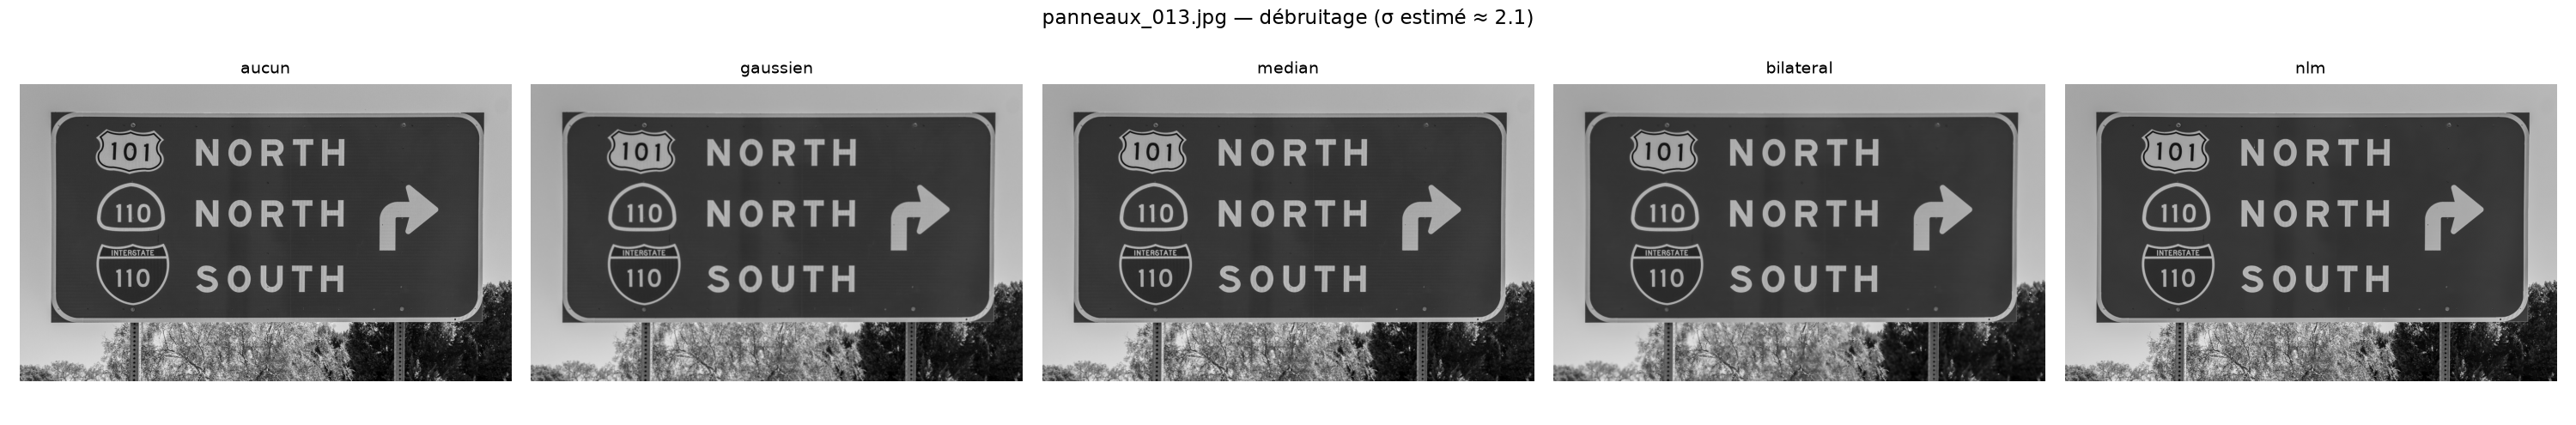 panneaux_013.jpg — débruitage (σ estimé ≈ 2.1)
aucun
101 NORTH
110 NORTH
INTERSTATE
110 SOUTH
gaussien
101 NORTH
110 NORTH
INTERSTATE
110 SOUTH
median
101 NORTH
110 NORTH
INTERSTATE
110 SOUTH
bilateral
101 NORTH
110 NORTH
INTERSTATE
110 SOUTH
nlm
101 NORTH
110 NORTH
INTERSTATE
110 SOUTH